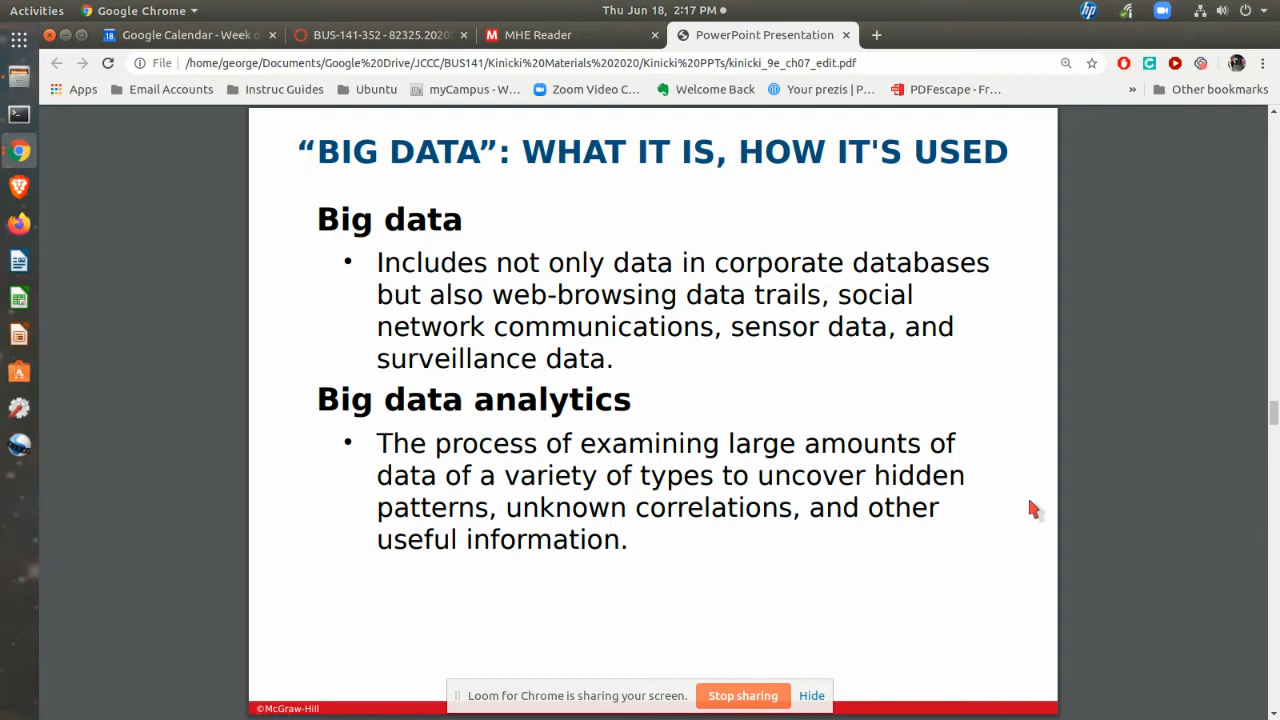 Activities
Google Chrome
Thu Jun 18, 2:17 PM
Google Calendar - Week o
BUS-141-352 - 82325.2020
MHE Reader
PowerPoint Presentation
File
/home/george/Documents/Google%20Drive/JCCC/BUS141/Kinicki%20Materials%202020/Kinicki%20PPTs/kinicki_9e_ch07_edit.pdf
Apps
Email Accounts
Instruc Guides
Ubuntu
myCampus - W...
Zoom Video C...
Welcome Back
Your prezis | P...
PDFescape - Fr...
»
Other bookmarks
“BIG DATA”: WHAT IT IS, HOW IT'S USED
Big data
• Includes not only data in corporate databases
but also web-browsing data trails, social
network communications, sensor data, and
surveillance data.
Big data analytics
• The process of examining large amounts of
data of a variety of types to uncover hidden
patterns, unknown correlations, and other
useful information.
Loom for Chrome is sharing your screen.
Stop sharing
Hide
©McGraw-Hill